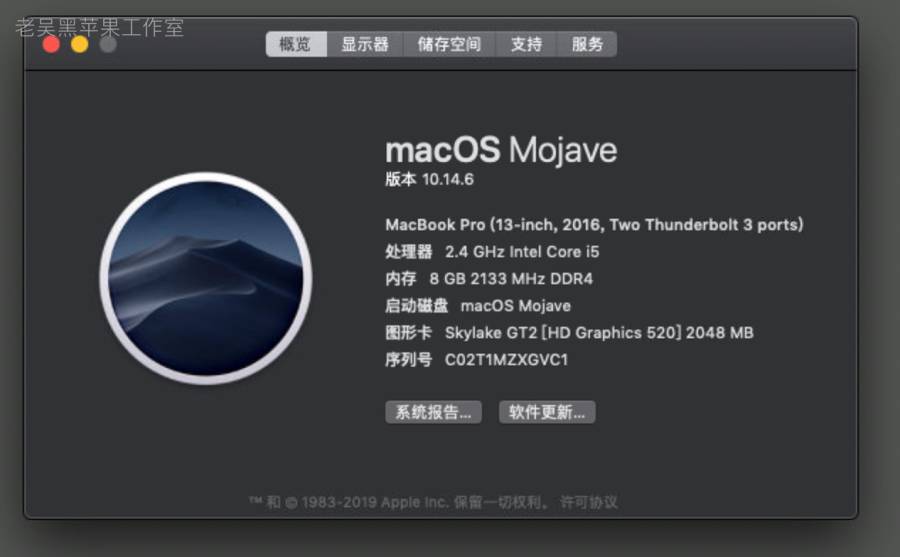 老吴黑苹果工作室
概览 显示器 储存空间 支持 服务
macOS Mojave
版本 10.14.6
MacBook Pro (13-inch, 2016, Two Thunderbolt 3 ports)
处理器 2.4 GHz Intel Core i5
内存 8 GB 2133 MHz DDR4
启动磁盘 macOS Mojave
图形卡 Skylake GT2 [HD Graphics 520] 2048 MB
序列号 C02T1MZXGVC1
系统报告... 软件更新...
™ 和 © 1983-2019 Apple Inc. 保留一切权利。 许可协议